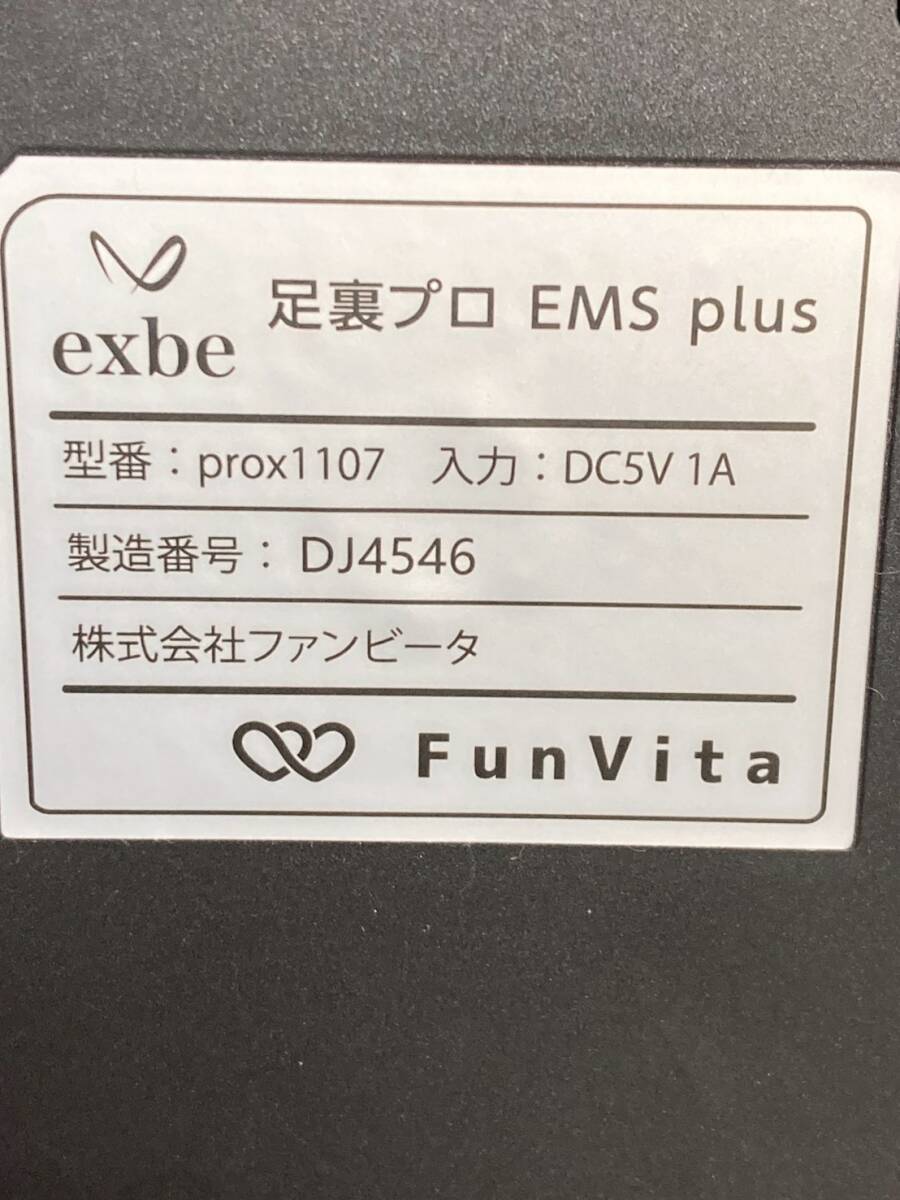 exbe 足裏プロ EMS plus
型番：prox1107 入力：DC5V 1A
製造番号：DJ4546
株式会社ファンビータ
FunVita